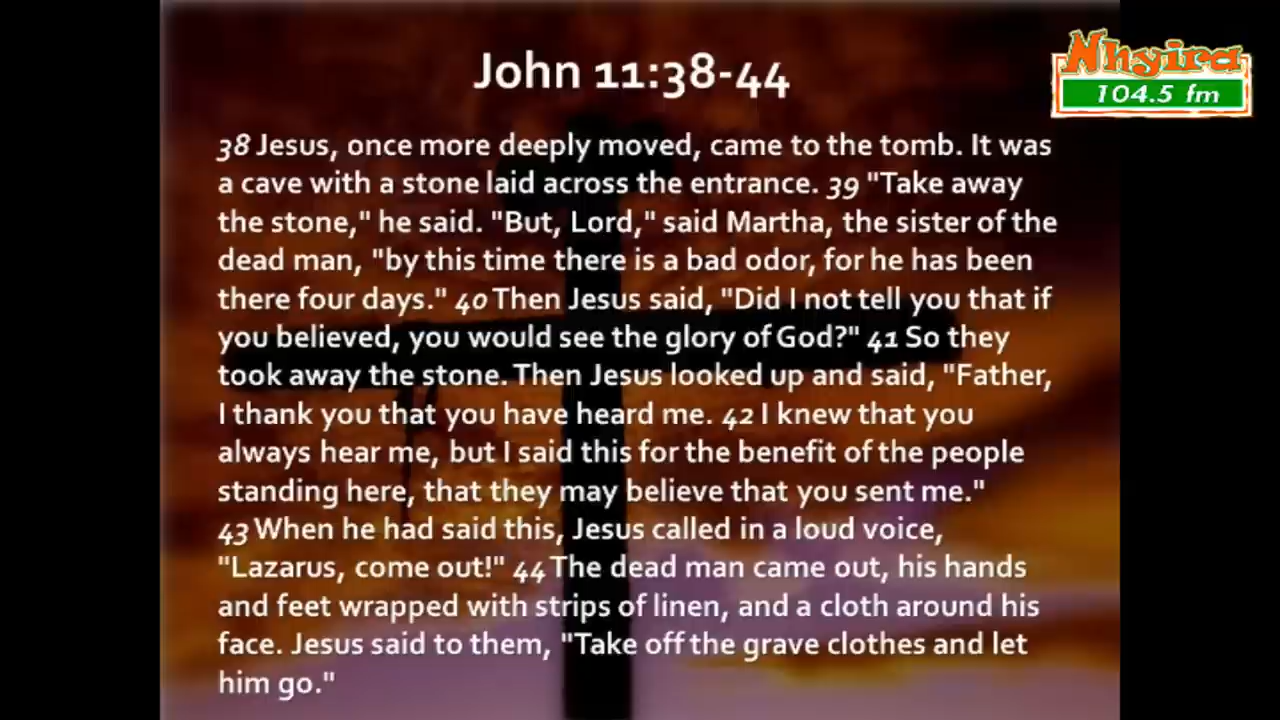 John 11:38-44
Nhyira
104.5 fm
38 Jesus, once more deeply moved, came to the tomb. It was
a cave with a stone laid across the entrance. 39 "Take away
the stone," he said. "But, Lord," said Martha, the sister of the
dead man, "by this time there is a bad odor, for he has been
there four days." 40 Then Jesus said, "Did I not tell you that if
you believed, you would see the glory of God?" 41 So they
took away the stone. Then Jesus looked up and said, "Father,
I thank you that you have heard me. 42 I knew that you
always hear me, but I said this for the benefit of the people
standing here, that they may believe that you sent me."
43 When he had said this, Jesus called in a loud voice,
"Lazarus, come out!" 44 The dead man came out, his hands
and feet wrapped with strips of linen, and a cloth around his
face. Jesus said to them, "Take off the grave clothes and let
him go."